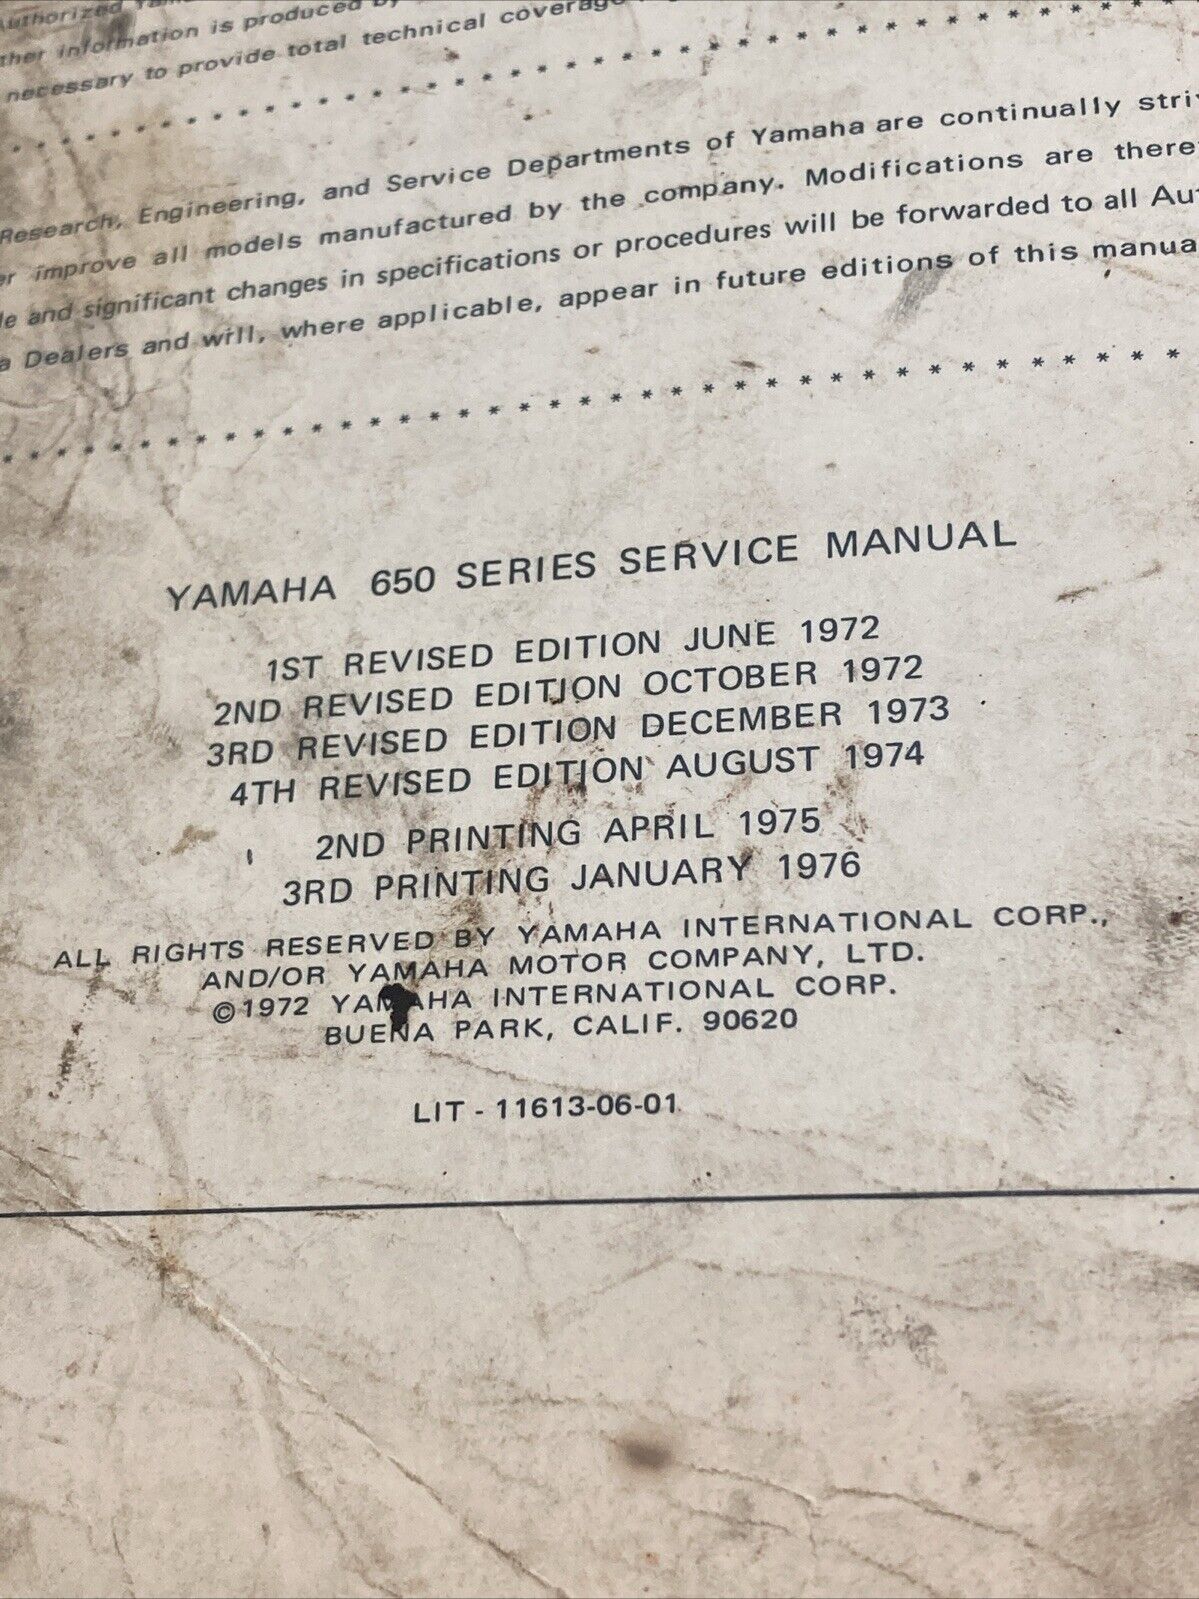 Authorized
ther information is produced
necessary to provide total technical coverage
* * * * * * * * * * * * * * * * * * * * * * * * * * * * * * * * * * * * *
Research, Engineering, and Service Departments of Yamaha are continually
er improve all models manufactured by the company. Modifications are there
le and significant changes in specifications or procedures will be forwarded to all Aut
a Dealers and will, where applicable, appear in future editions of this manua
* * * * * * * * * * * * * * * * * * * * * * * * * * * * * * * * * * * * *
YAMAHA 650 SERIES SERVICE MANUAL
1ST REVISED EDITION JUNE 1972
2ND REVISED EDITION OCTOBER 1972
3RD REVISED EDITION DECEMBER 1973
4TH REVISED EDITION AUGUST 1974
2ND PRINTING APRIL 1975
3RD PRINTING JANUARY 1976
ALL RIGHTS RESERVED BY YAMAHA INTERNATIONAL CORP.,
AND/OR YAMAHA MOTOR COMPANY, LTD.
©1972 YAMAHA INTERNATIONAL CORP.
BUENA PARK, CALIF. 90620
LIT - 11613-06-01